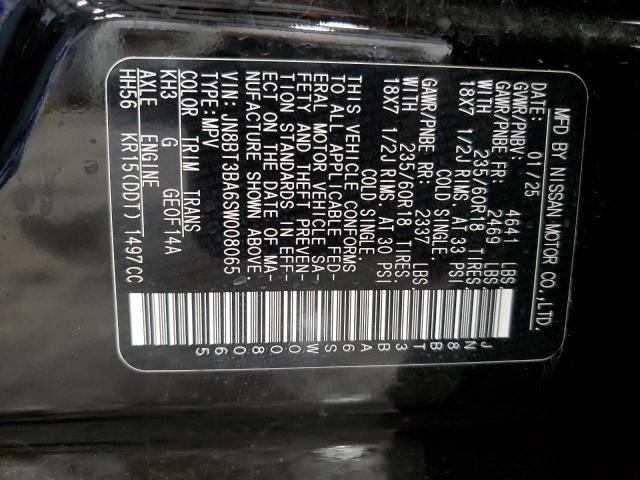 MFD BY NISSAN MOTOR CO.,LTD.
DATE: 01/25
GVWR/PNBV: 4641 LBS
GAWR/PNBE FR: 2469 LBS
WITH 235/60R18 TIRES
18X7 1/2J RIMS AT 33 PSI
COLD SINGLE.
GAWR/PNBE RR: 2337 LBS
WITH 235/60R18 TIRES
18X7 1/2J RIMS AT 30 PSI
COLD SINGLE.
THIS VEHICLE CONFORMS
TO ALL APPLICABLE FED-
ERAL MOTOR VEHICLE SA-
FETY AND THEFT PREVEN-
TION STANDARDS IN EFF-
ECT ON THE DATE OF MA-
NUFACTURE SHOWN ABOVE.
VIN: JN8BT3BA6SW008065
TYPE: MPV
COLOR TRIM TRANS
KH3 G GE0F14A
AXLE ENGINE
HH56 KR15(DDT) 1497CC
JN8BT3BA6SW008065